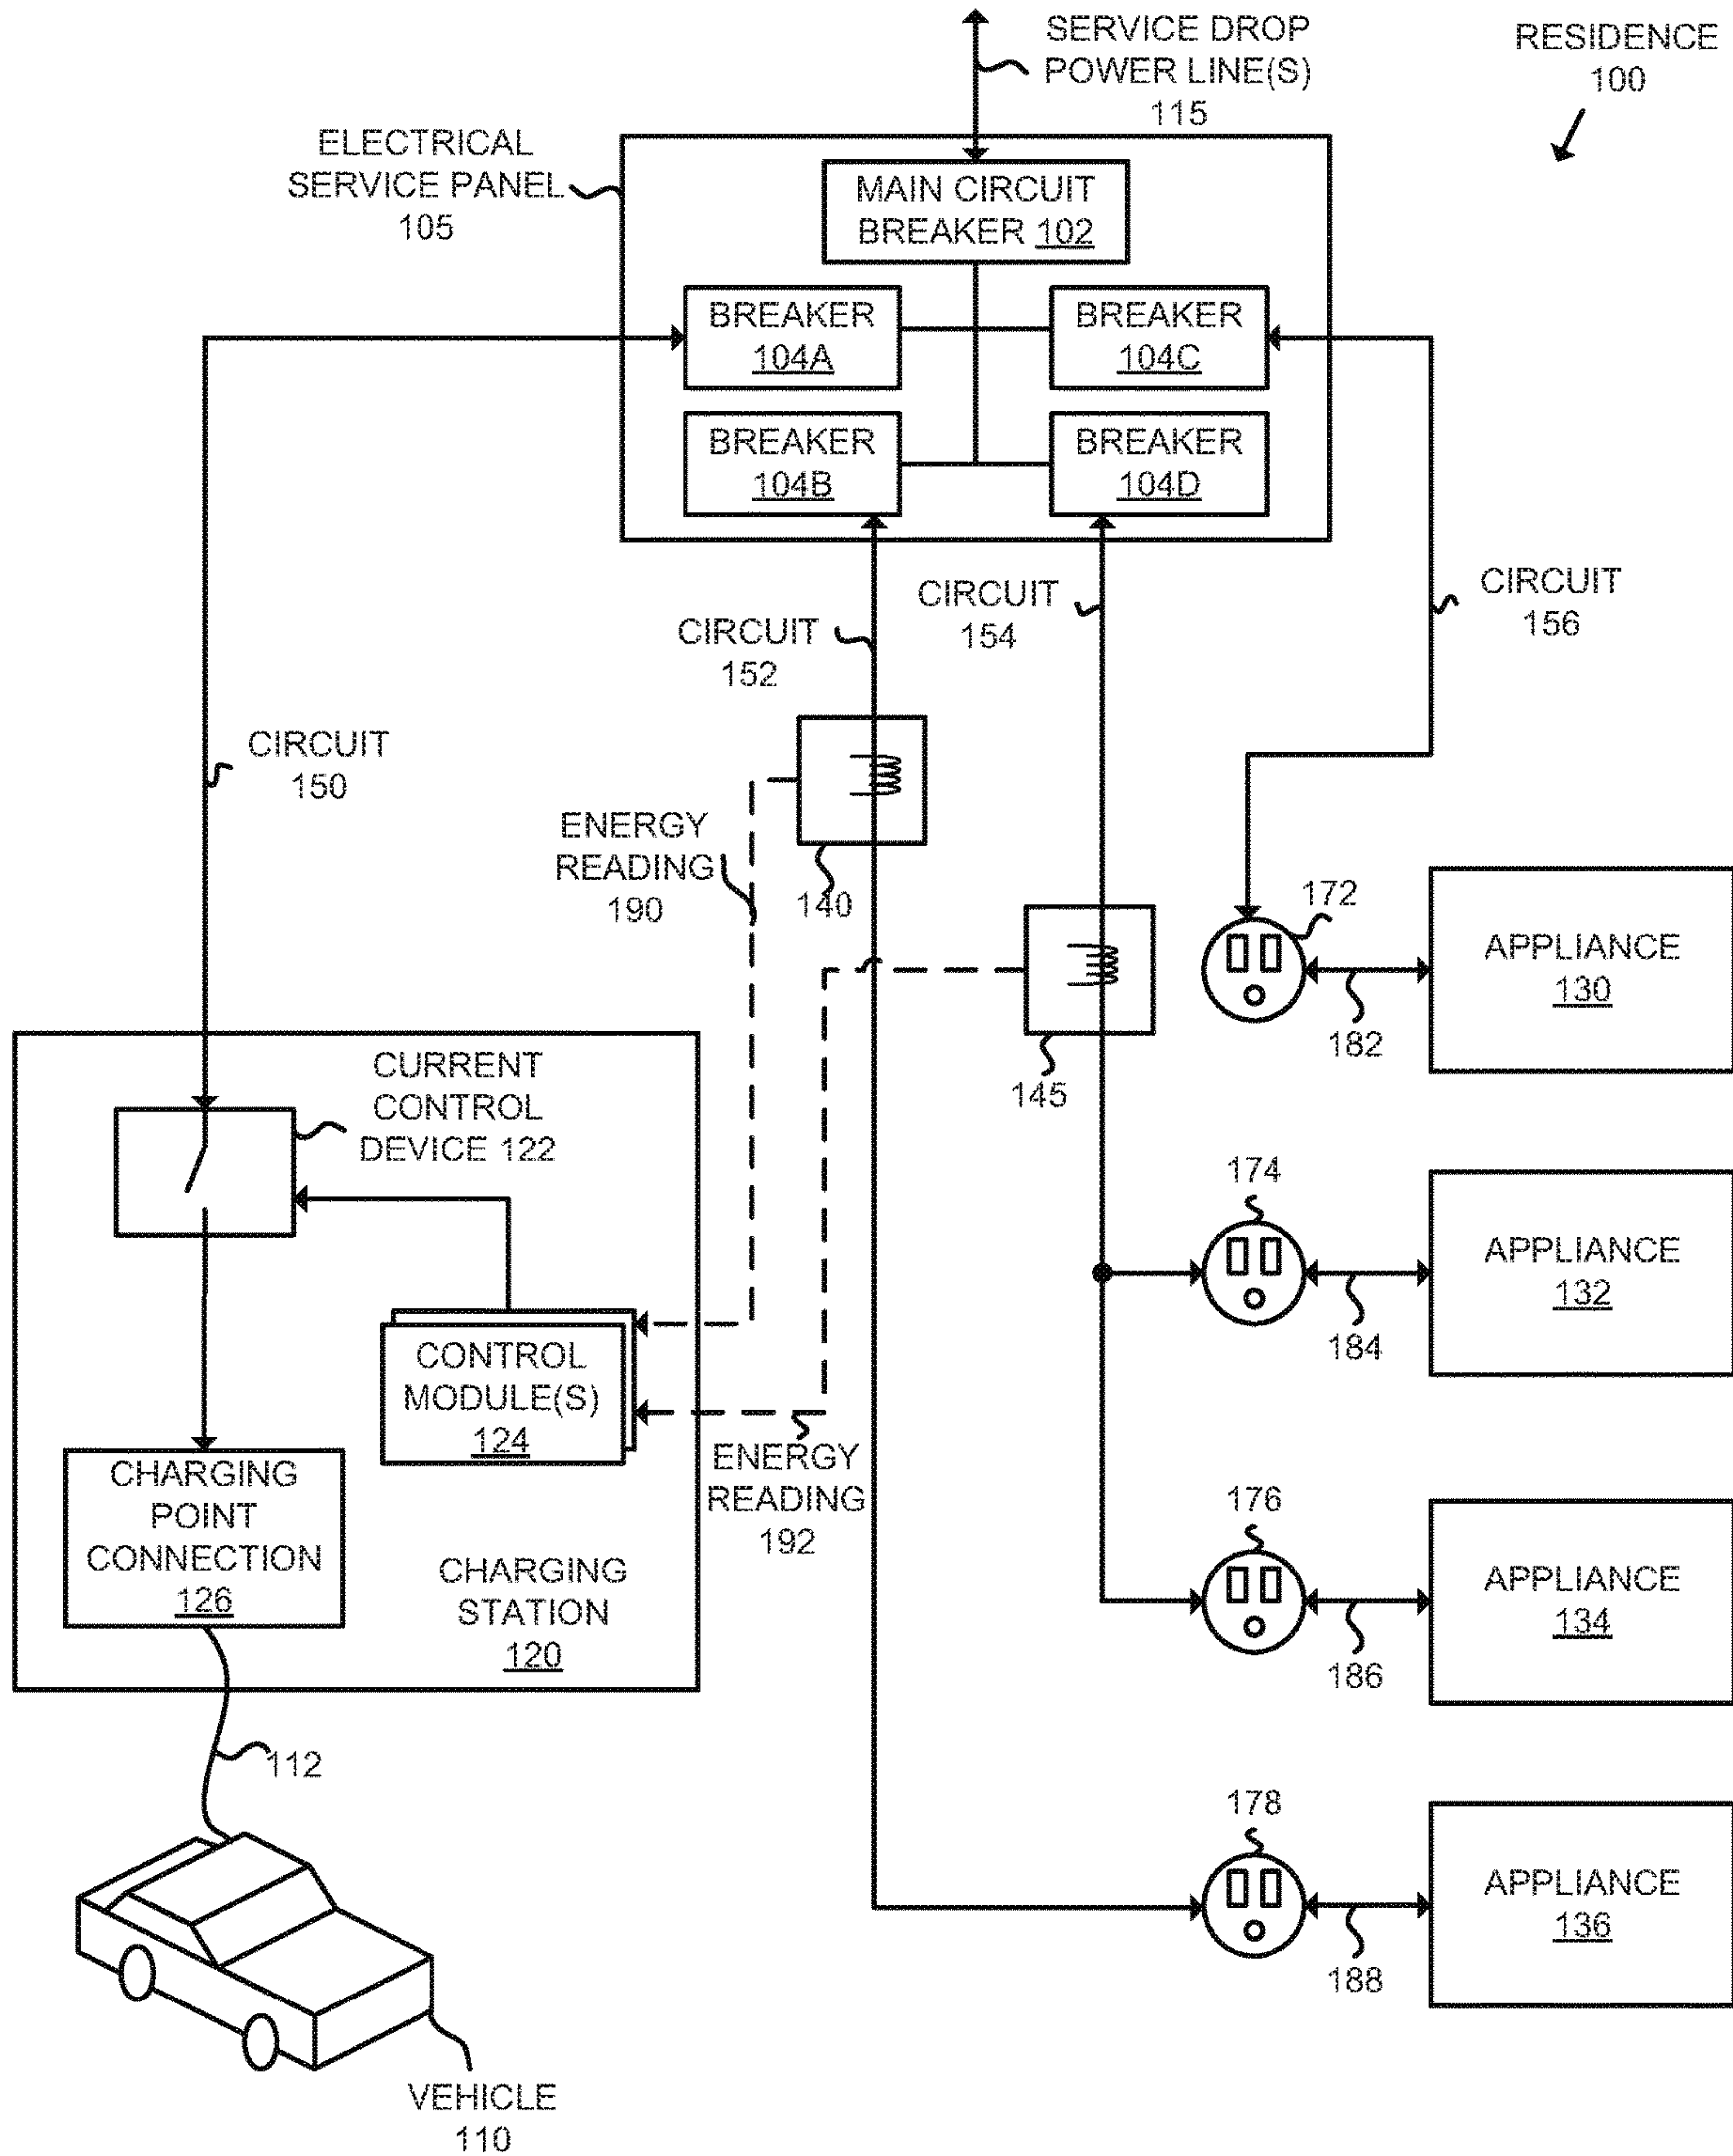 SERVICE DROP
POWER LINE(S)
115
RESIDENCE
100
ELECTRICAL
SERVICE PANEL
105
MAIN CIRCUIT
BREAKER 102
BREAKER
104A
BREAKER
104C
BREAKER
104B
BREAKER
104D
CIRCUIT
150
CIRCUIT
152
CIRCUIT
154
CIRCUIT
156
ENERGY
READING
190
140
145
172
APPLIANCE
130
182
CURRENT
CONTROL
DEVICE 122
174
APPLIANCE
132
184
CONTROL
MODULE(S)
124
ENERGY
READING
192
CHARGING
POINT
CONNECTION
126
CHARGING
STATION
120
176
APPLIANCE
134
186
112
178
APPLIANCE
136
188
VEHICLE
110